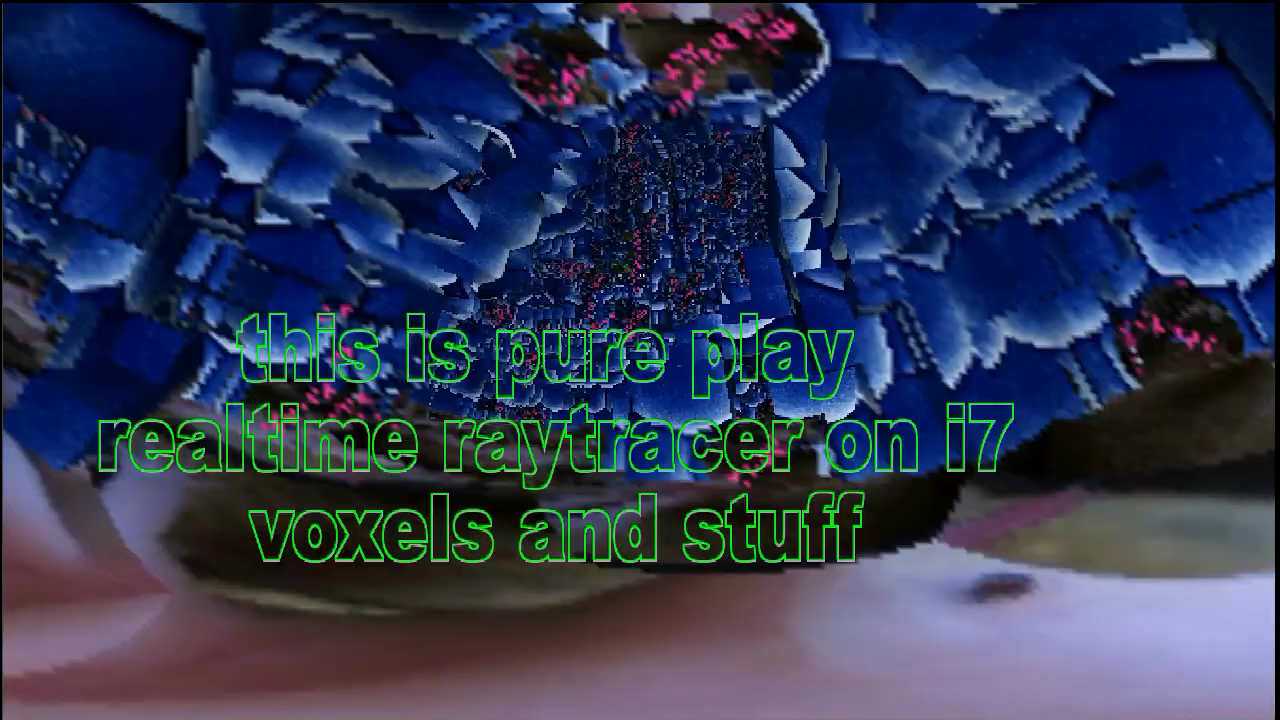 this is pure play
realtime raytracer on i7
voxels and stuff